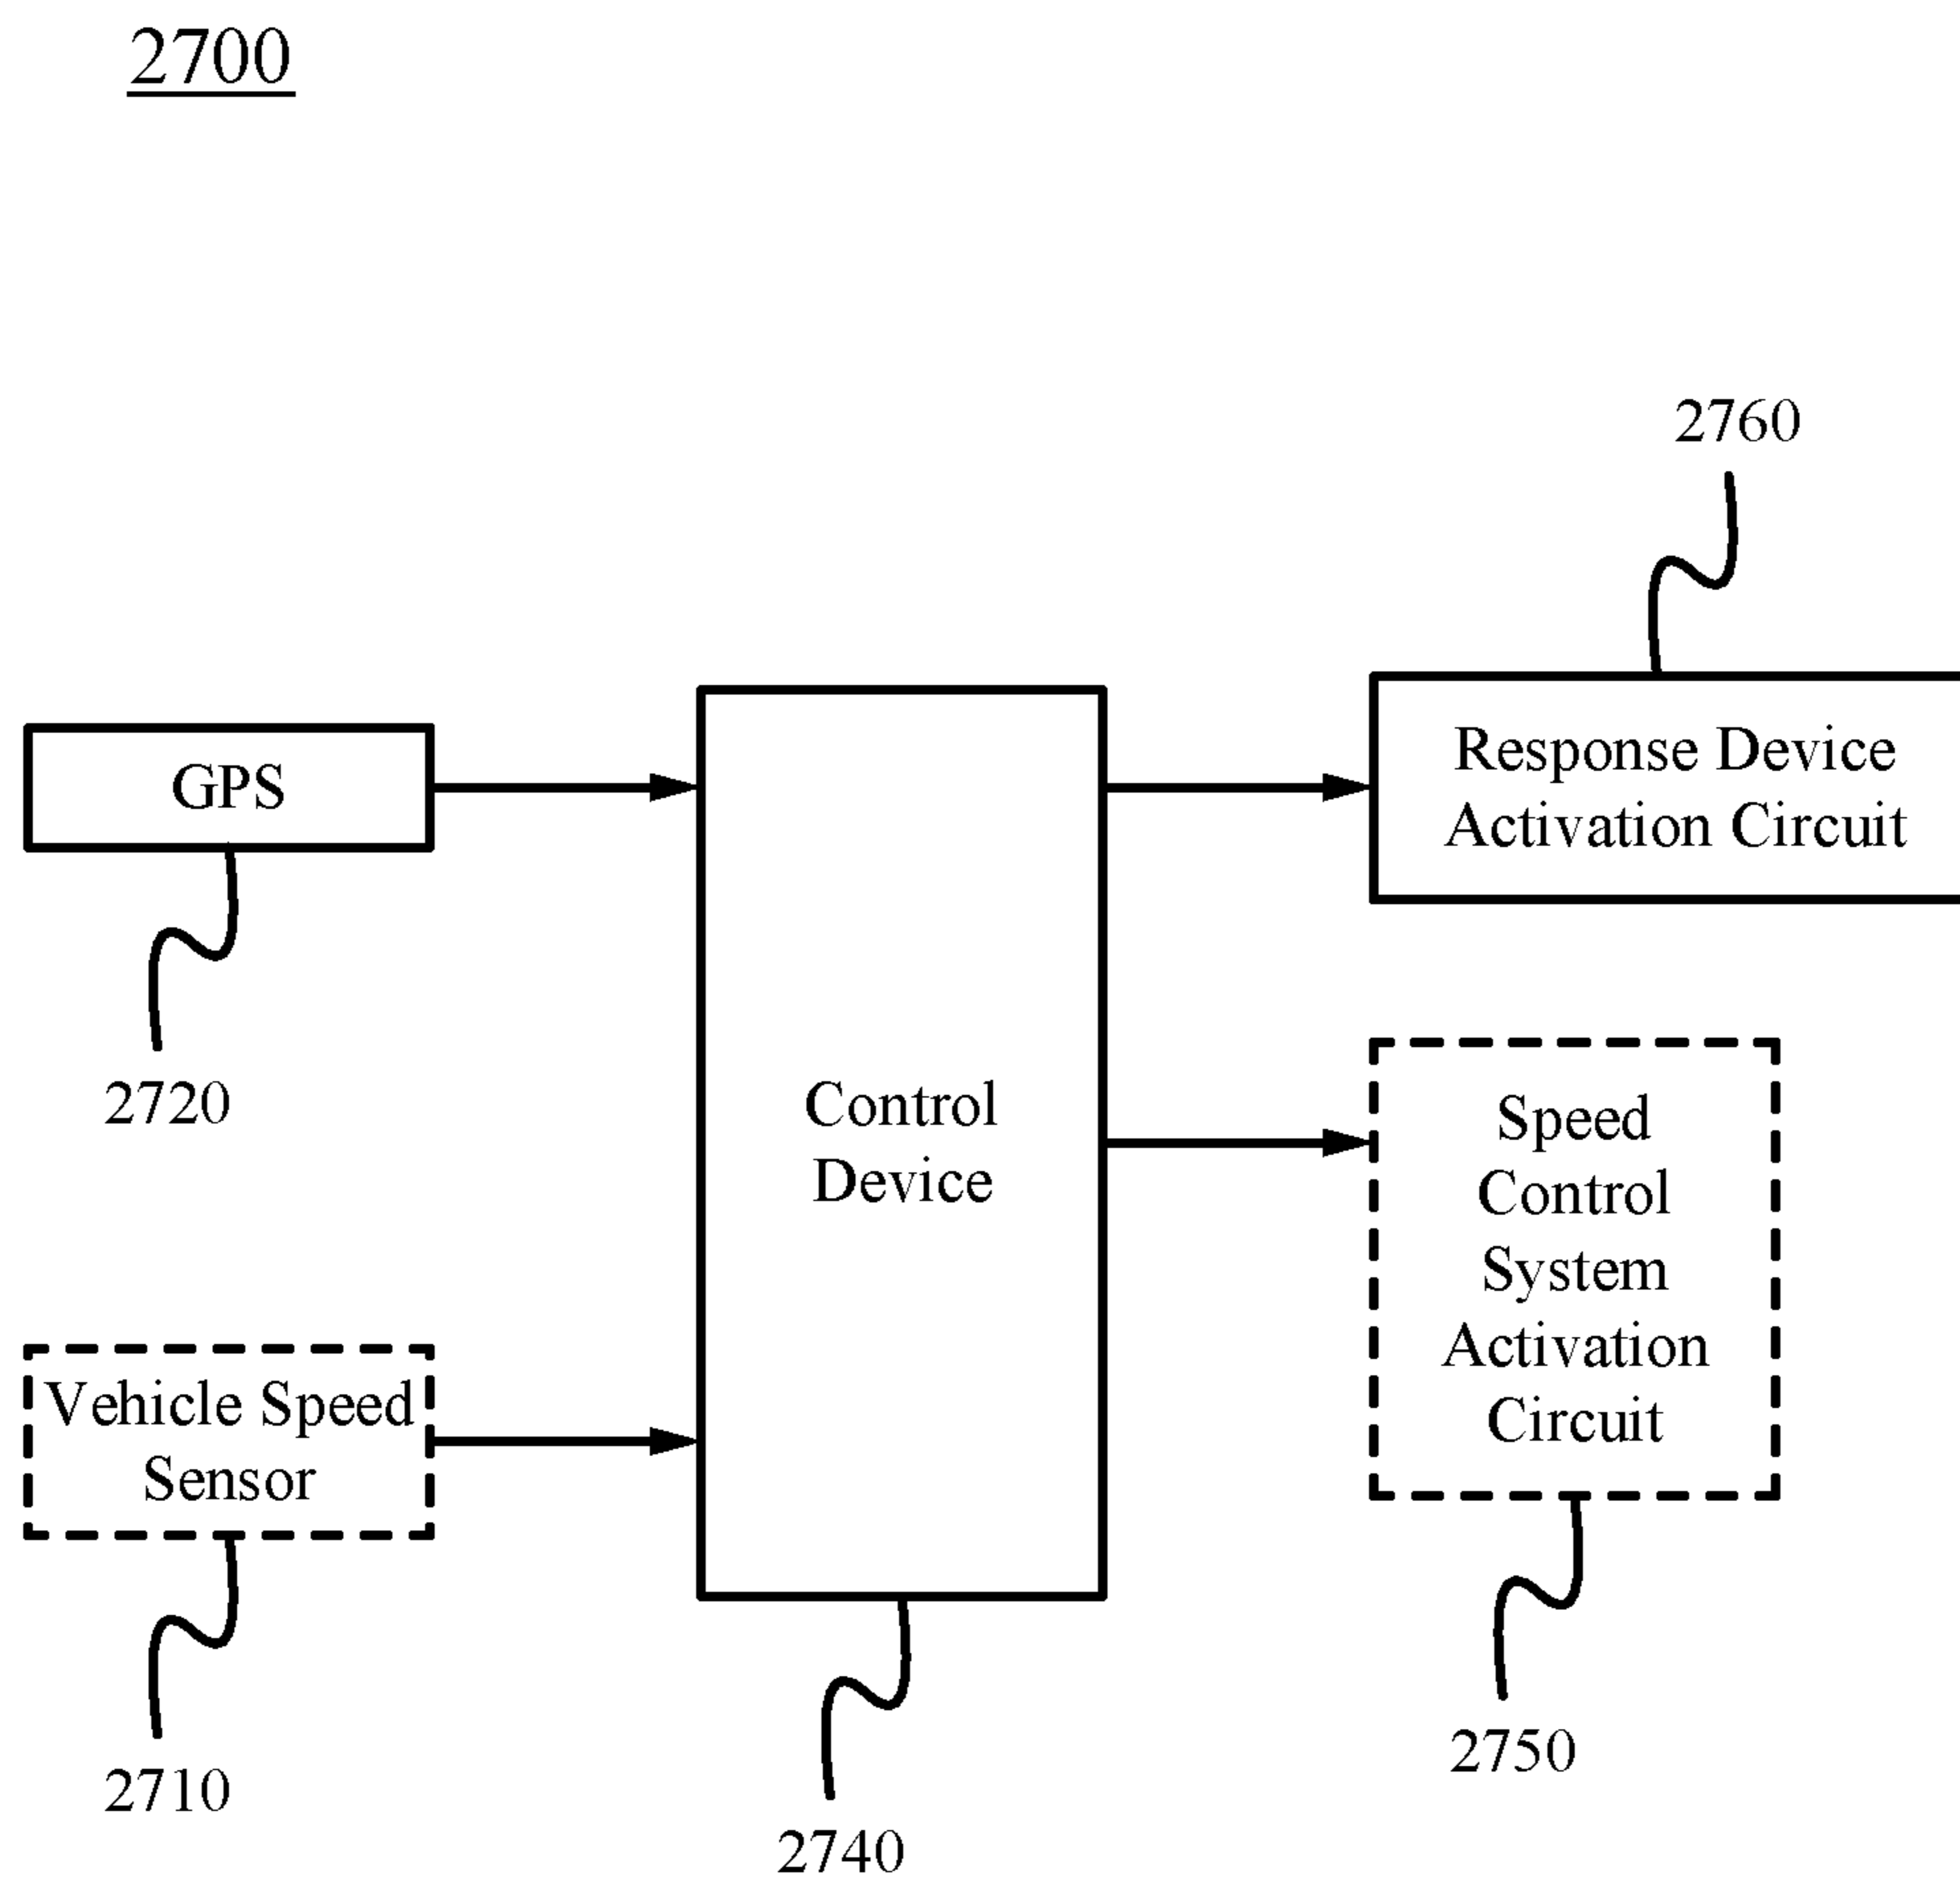 2700
2760
GPS
Response Device
Activation Circuit
2720
Control
Device
Speed
Control
System
Activation
Circuit
Vehicle Speed
Sensor
2710
2740
2750